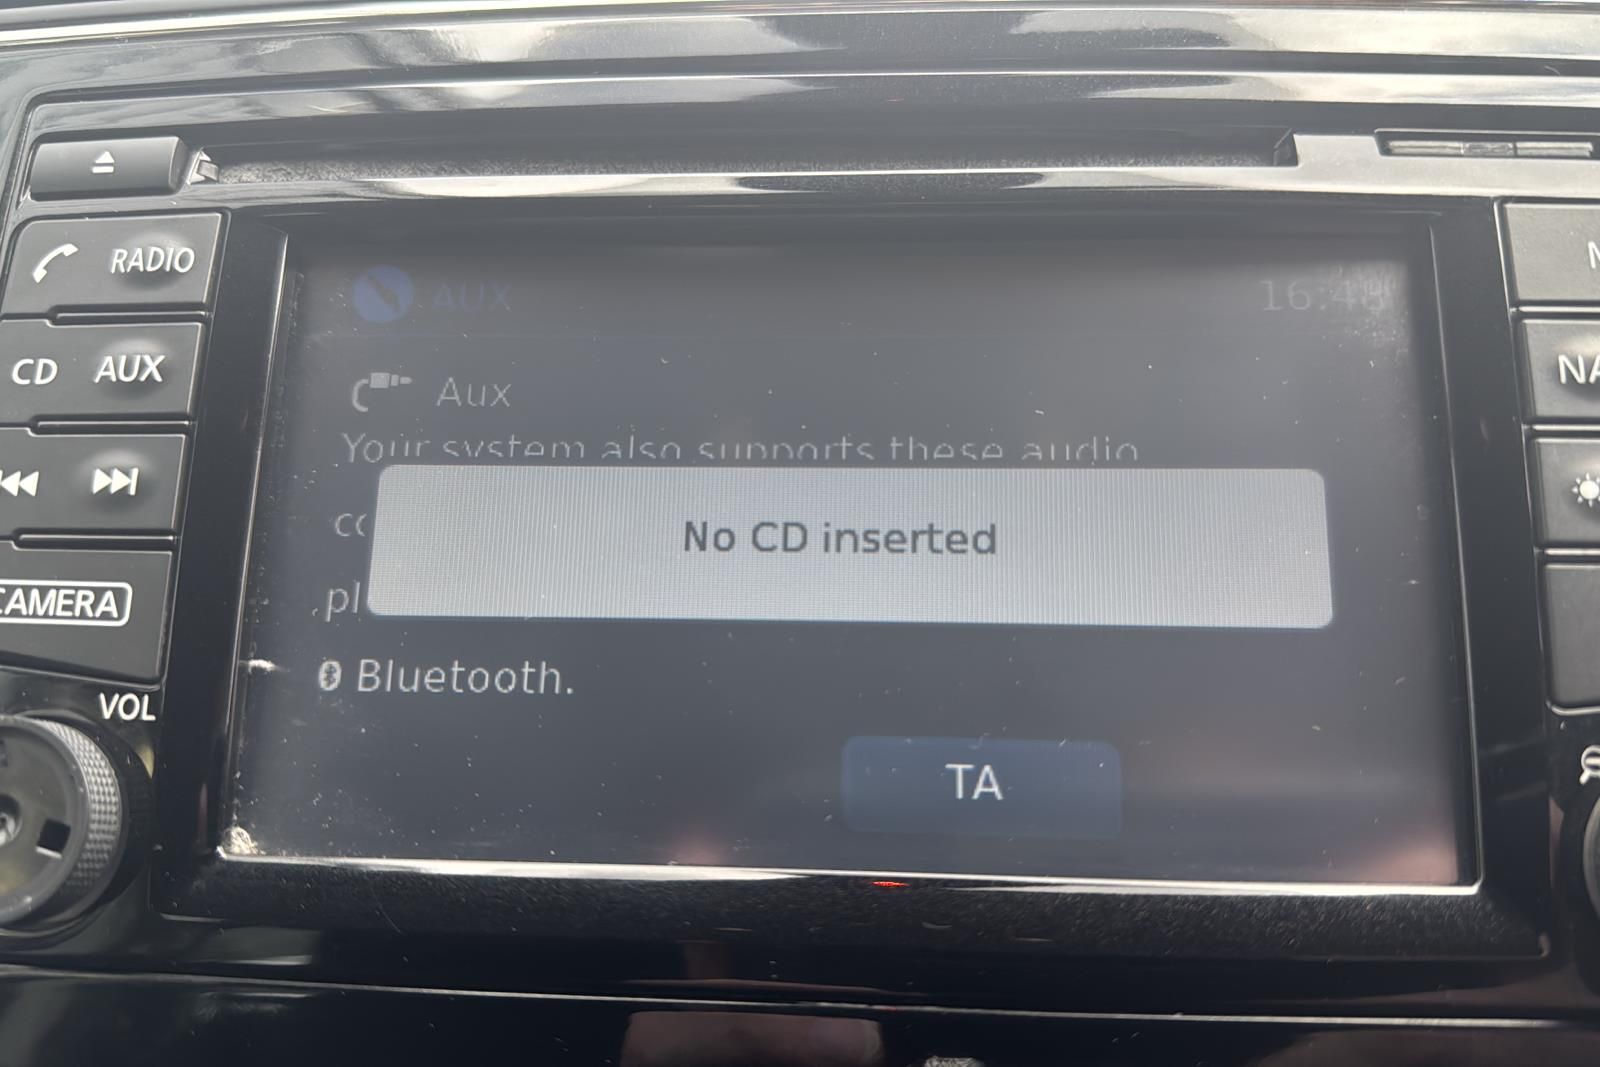 RADIO
CD AUX
CAMERA
VOL
AUX
Aux
Your system also supports these audio
No CD inserted
Bluetooth.
TA